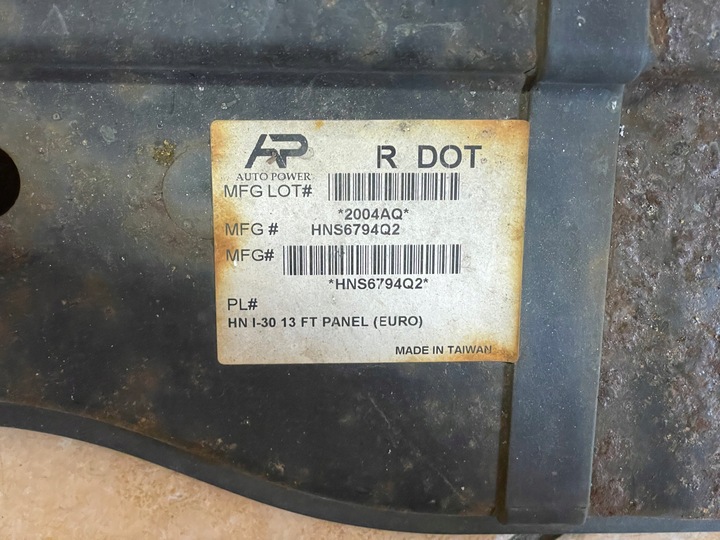 AP R DOT
AUTO POWER
MFG LOT#
*2004AQ*
MFG # HNS6794Q2
MFG#
*HNS6794Q2*
PL#
HN I-30 13 FT PANEL (EURO)
MADE IN TAIWAN